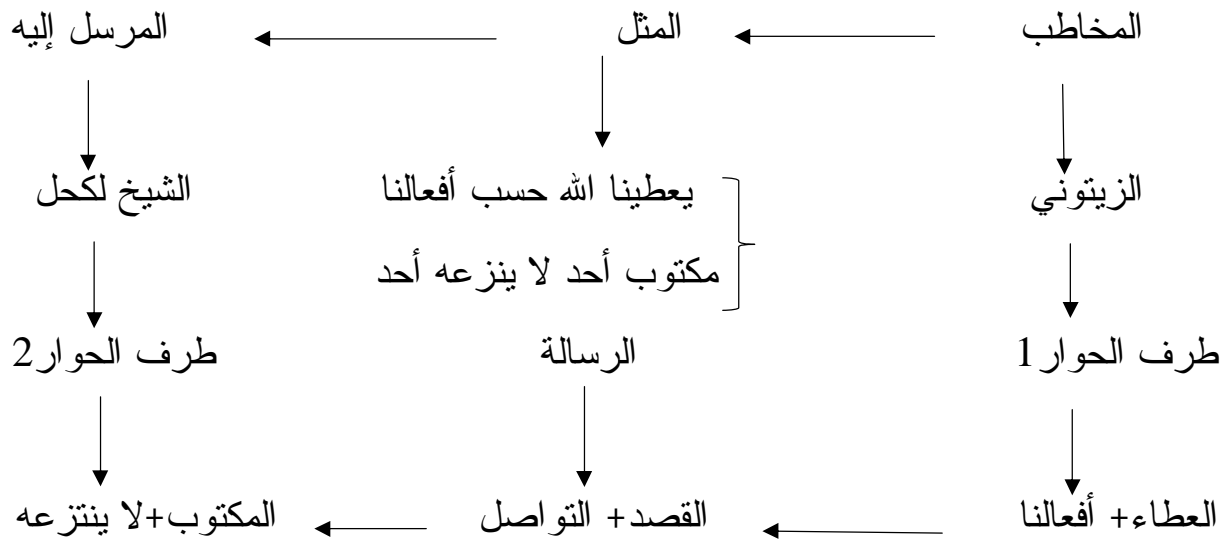 المخاطب المثل المرسل إليه
الزيتوني يعطينا الله حسب أفعالنا الشيخ لكحل
مكتوب أحد لا ينزعه أحد
طرف الحوار1 الرسالة طرف الحوار2
العطاء+ أفعالنا القصد+ التواصل المكتوب+لا ينتزعه